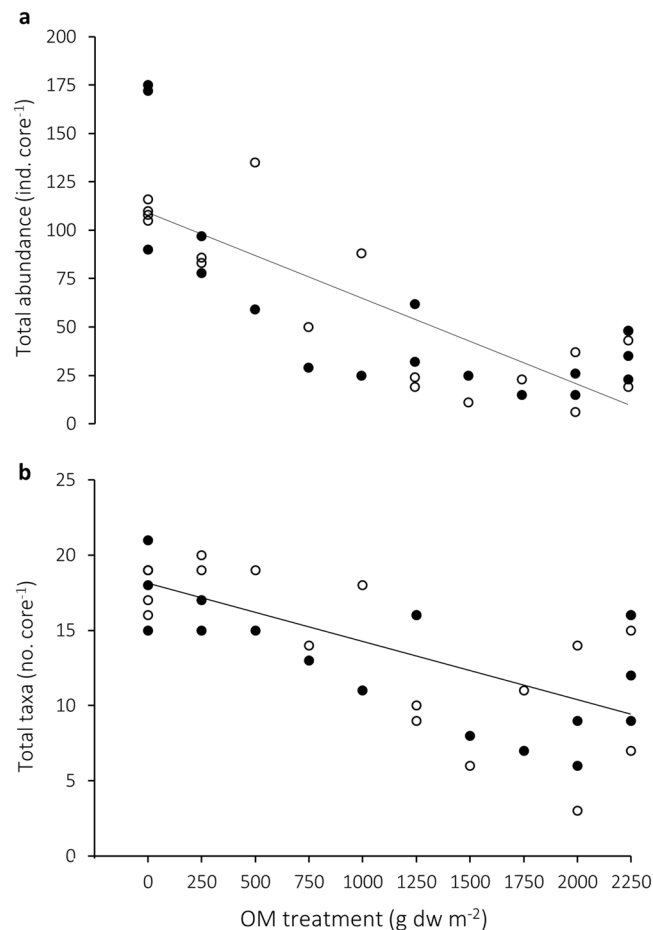 a
200
175
150
125
100
75
50
25
0
Total abundance (ind. core⁻¹)
b
25
20
15
10
5
0
Total taxa (no. core⁻¹)
0 250 500 750 1000 1250 1500 1750 2000 2250
OM treatment (g dw m⁻²)